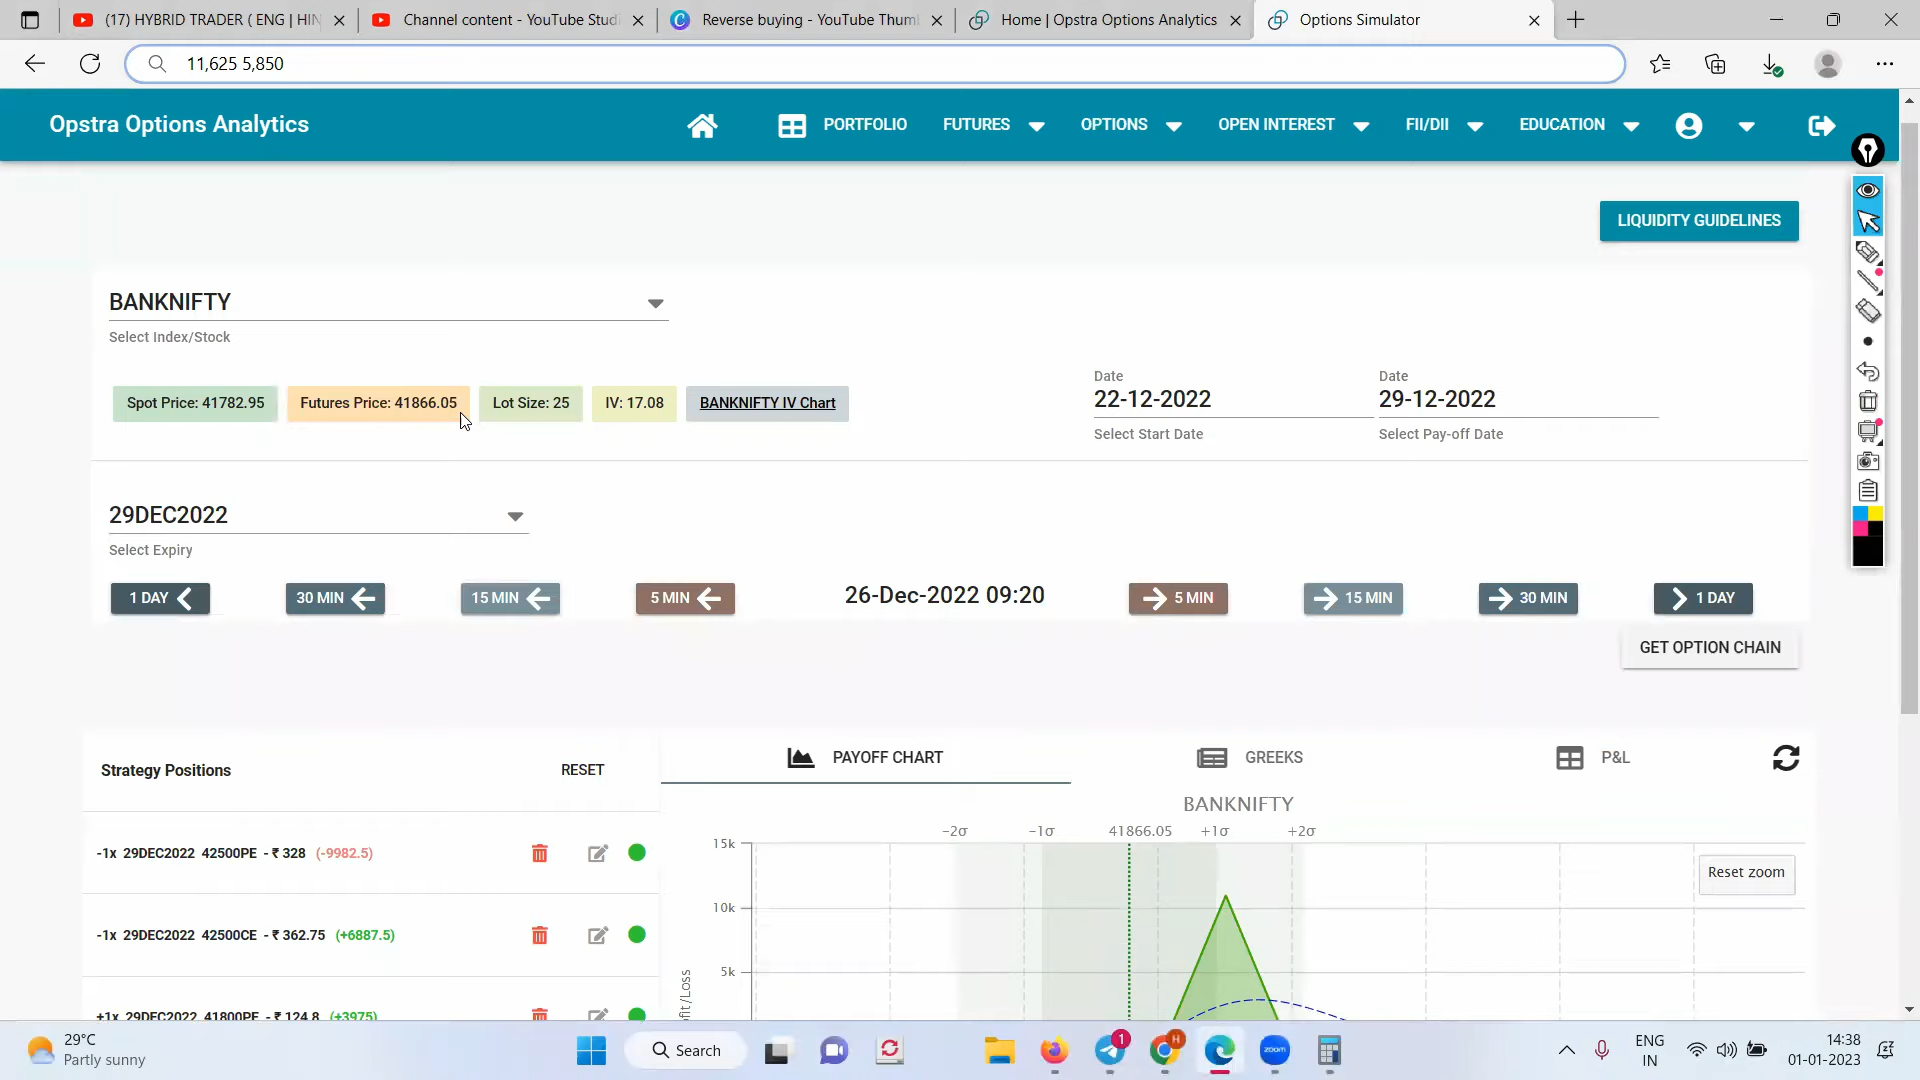 (17) HYBRID TRADER ( ENG | HIN
Channel content - YouTube Studi
Reverse buying - YouTube Thum
Home | Opstra Options Analytics
Options Simulator
11,625 5,850
Opstra Options Analytics
PORTFOLIO
FUTURES
OPTIONS
OPEN INTEREST
FII/DII
EDUCATION
LIQUIDITY GUIDELINES
BANKNIFTY
Select Index/Stock
Spot Price: 41782.95
Futures Price: 41866.05
Lot Size: 25
IV: 17.08
BANKNIFTY IV Chart
Date
22-12-2022
Select Start Date
Date
29-12-2022
Select Pay-off Date
29DEC2022
Select Expiry
1 DAY
30 MIN
15 MIN
5 MIN
26-Dec-2022 09:20
5 MIN
15 MIN
30 MIN
1 DAY
GET OPTION CHAIN
Strategy Positions
RESET
PAYOFF CHART
GREEKS
P&L
BANKNIFTY
-2σ
-1σ
41866.05
+1σ
+2σ
15k
10k
5k
Reset zoom
-1x 29DEC2022 42500PE - ₹ 328 (-9982.5)
-1x 29DEC2022 42500CE - ₹ 362.75 (+6887.5)
+1x 29DEC2022 41800PE - ₹ 124.8 (+3975)
29°C
Partly sunny
Search
1
H
zoom
ENG
IN
14:38
01-01-2023